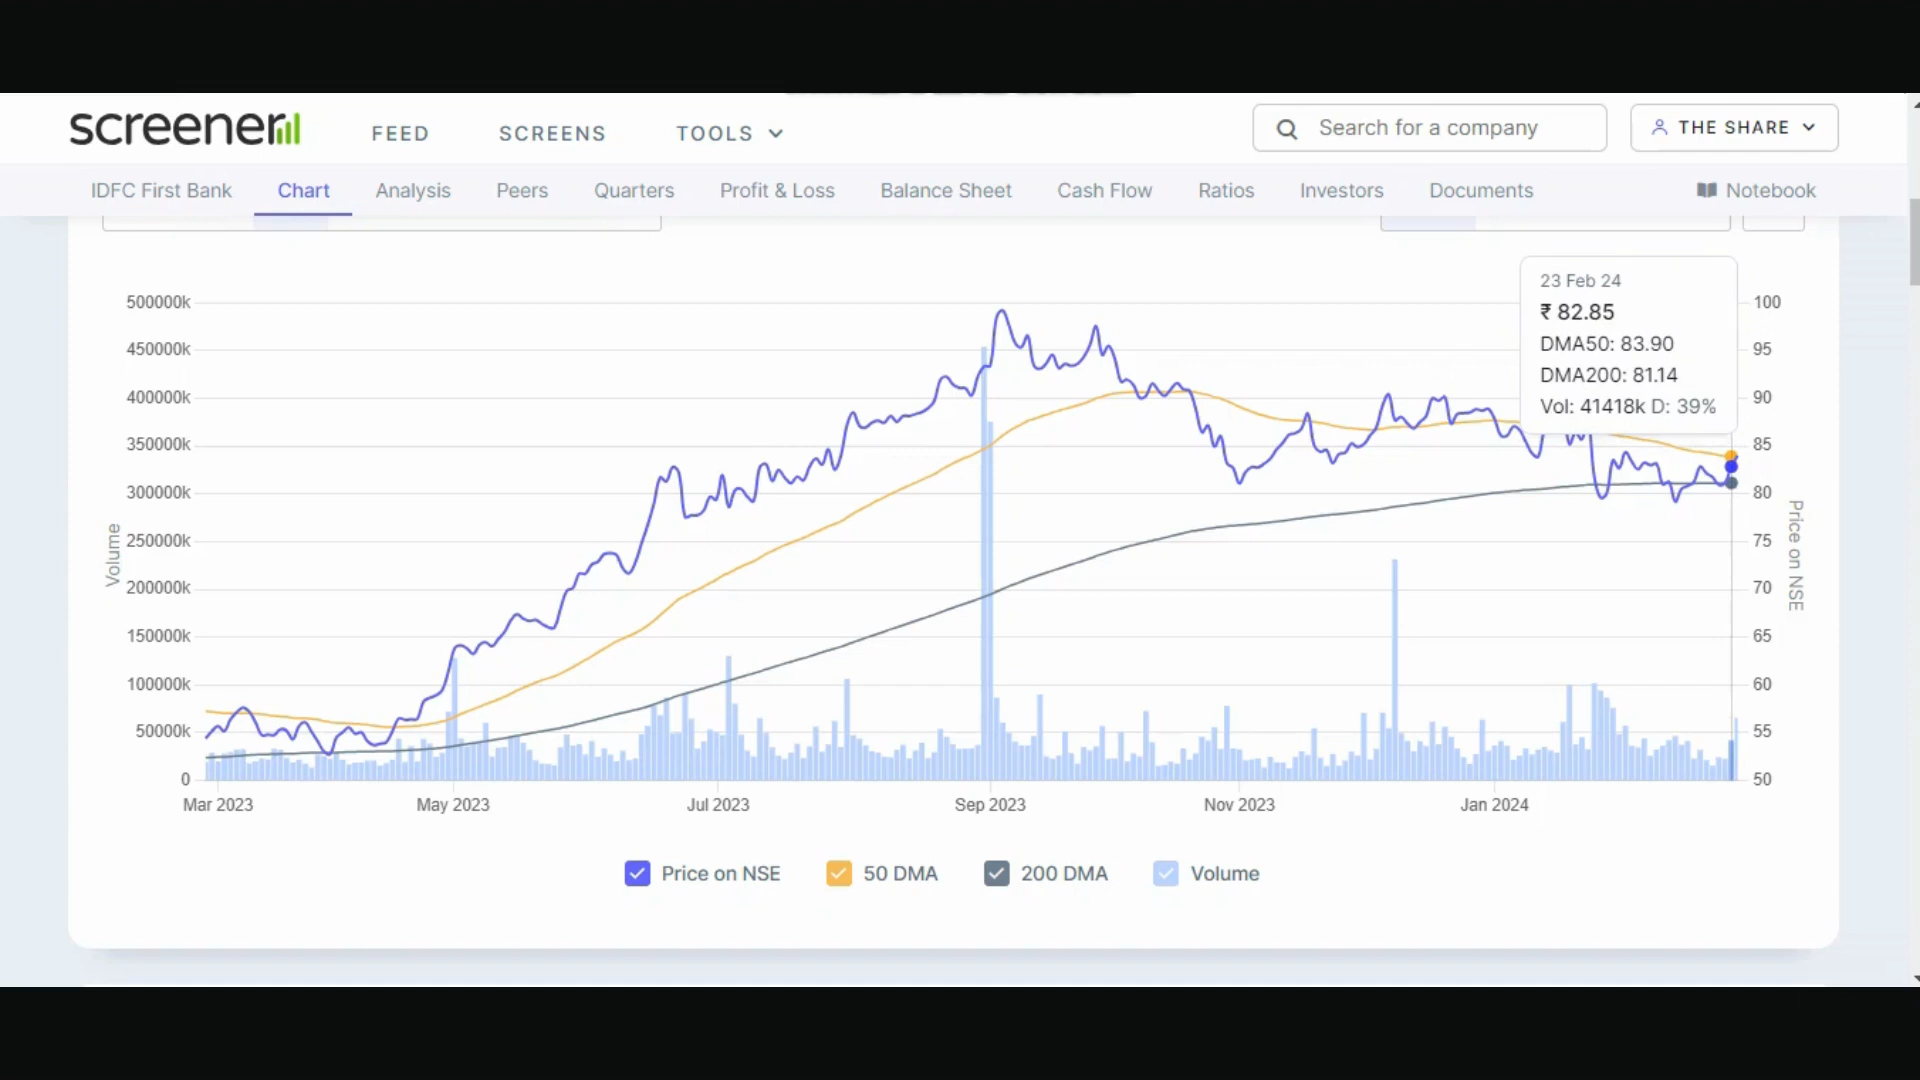 screener
FEED SCREENS TOOLS
Search for a company
THE SHARE
IDFC First Bank Chart Analysis Peers Quarters Profit & Loss Balance Sheet Cash Flow Ratios Investors Documents Notebook
23 Feb 24
₹ 82.85
DMA50: 83.90
DMA200: 81.14
Vol: 41418k D: 39%
500000k 100
450000k 95
400000k 90
350000k 85
300000k 80
250000k 75
200000k 70
150000k 65
100000k 60
50000k 55
0 50
Volume
Price on NSE
Mar 2023 May 2023 Jul 2023 Sep 2023 Nov 2023 Jan 2024
Price on NSE 50 DMA 200 DMA Volume